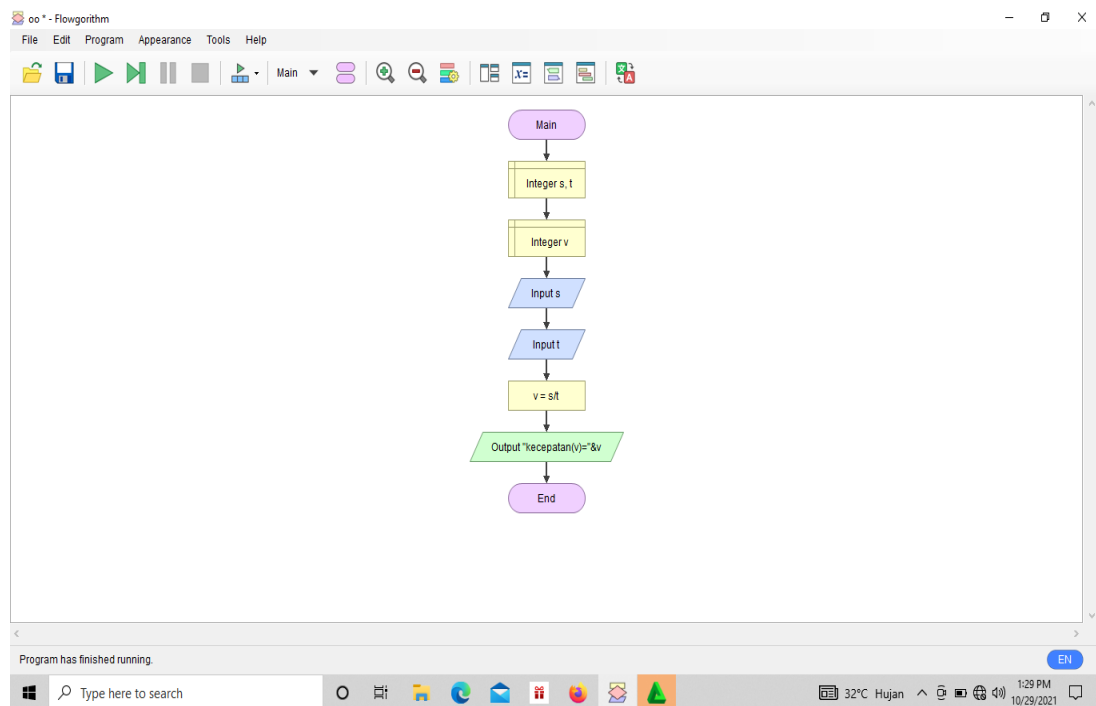 oo * - Flowgorithm
File Edit Program Appearance Tools Help
Main
x=
Main
Integer s, t
Integer v
Input s
Input t
v = s/t
Output "kecepatan(v)="&v
End
Program has finished running.
EN
Type here to search
32°C Hujan
1:29 PM
10/29/2021